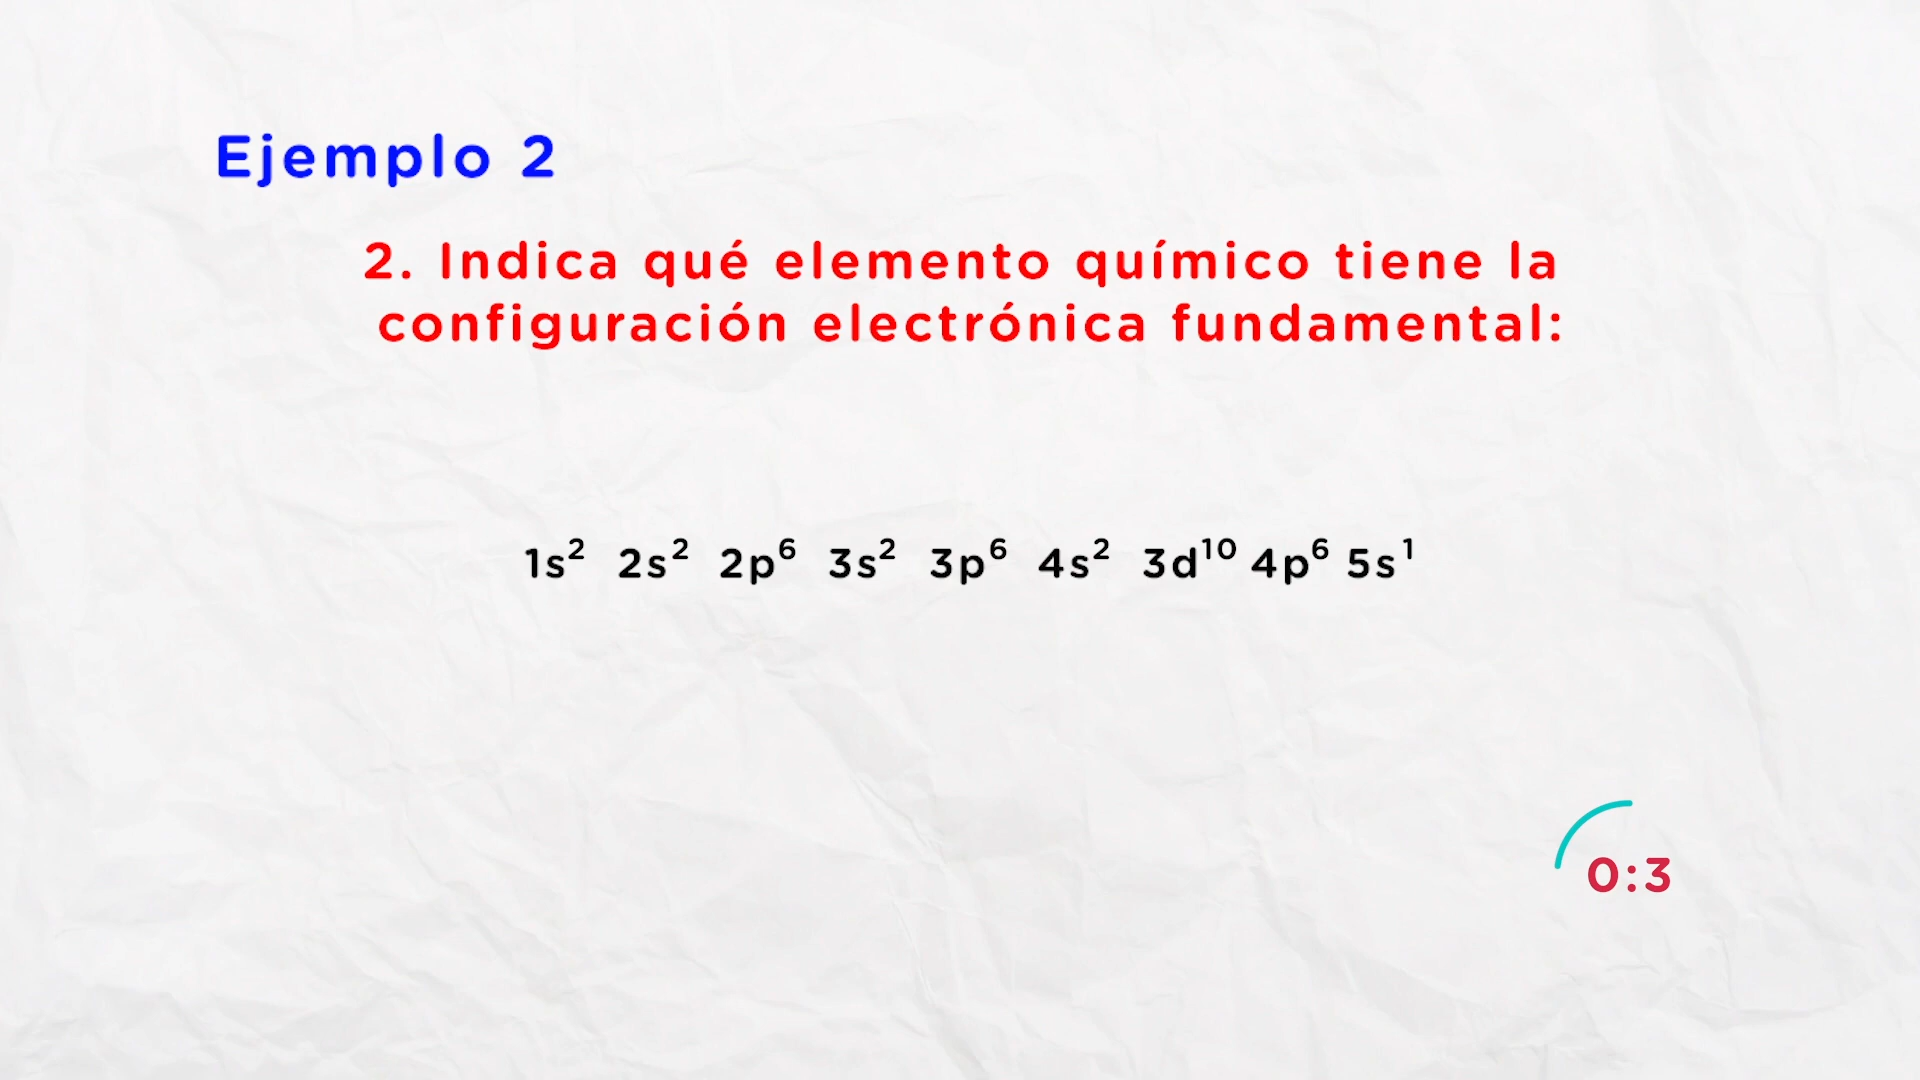 Ejemplo 2
2. Indica qué elemento químico tiene la
configuración electrónica fundamental:
1s² 2s² 2p⁶ 3s² 3p⁶ 4s² 3d¹⁰ 4p⁶ 5s¹
0:3